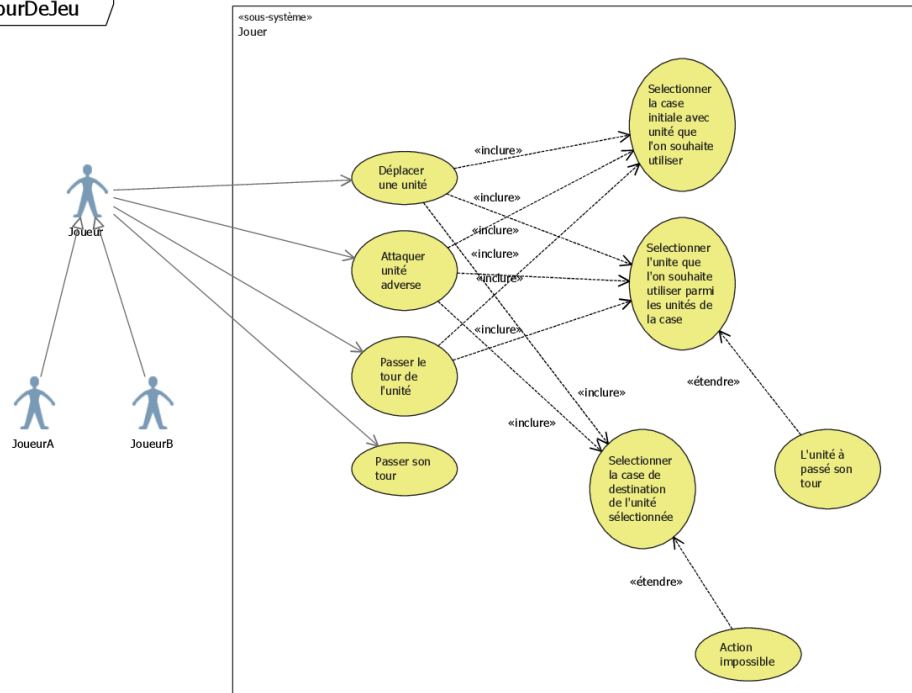 ourDeJeu
«sous-système»
Jouer
Joueur
JoueurA
JoueurB
Déplacer
une unité
Attaquer
unité
adverse
Passer le
tour de
l'unité
Passer son
tour
«inclure»
«inclure»
«inclure»
«inclure»
«inclure»
«inclure»
«inclure»
«inclure»
Selectionner
la case
initiale avec
unité que
l'on souhaite
utiliser
Selectionner
l'unite que
l'on souhaite
utiliser parmi
les unités de
la case
«étendre»
L'unité à
passé son
tour
Selectionner
la case de
destination
de l'unité
sélectionnée
«étendre»
Action
impossible